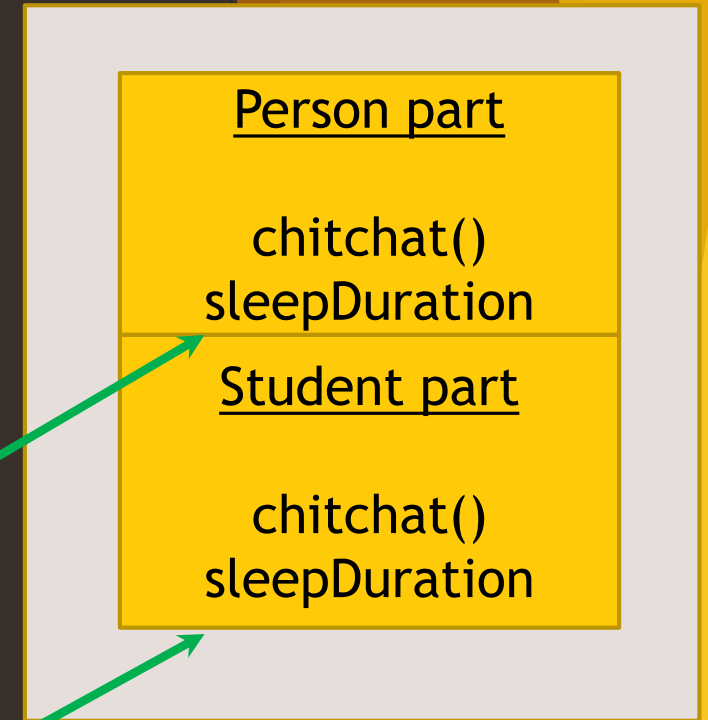 Person part
chitchat()
sleepDuration
Student part
chitchat()
sleepDuration